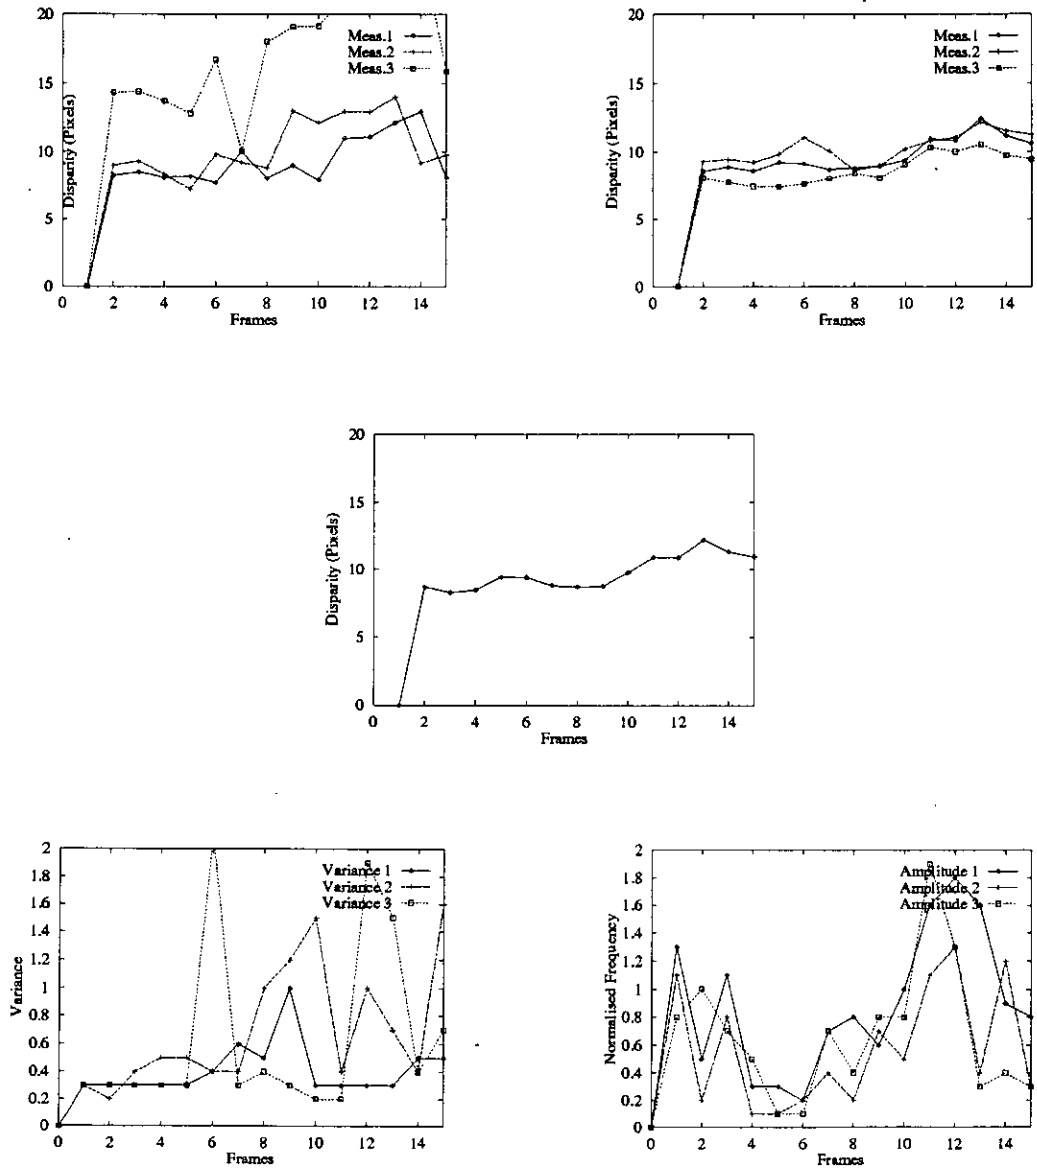 20
15
10
5
0
Disparity (Pixels)
Meas.1
Meas.2
Meas.3
0 2 4 6 8 10 12 14
Frames
20
15
10
5
0
Disparity (Pixels)
Meas.1
Meas.2
Meas.3
0 2 4 6 8 10 12 14
Frames
20
15
10
5
0
Disparity (Pixels)
0 2 4 6 8 10 12 14
Frames
2
1.8
1.6
1.4
1.2
1
0.8
0.6
0.4
0.2
0
Variance
Variance 1
Variance 2
Variance 3
0 2 4 6 8 10 12 14
Frames
2
1.8
1.6
1.4
1.2
1
0.8
0.6
0.4
0.2
0
Normalised Frequency
Amplitude 1
Amplitude 2
Amplitude 3
0 2 4 6 8 10 12 14
Frames